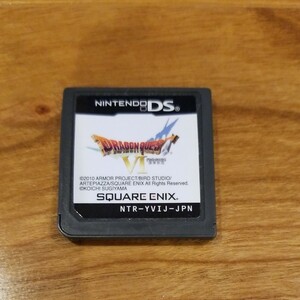 NINTENDO DS
DRAGON QUEST
VI
©2010 ARMOR PROJECT/BIRD STUDIO/
ARTEPIAZZA/SQUARE ENIX All Rights Reserved.
©KOICHI SUGIYAMA
SQUARE ENIX.
NTR-YVIJ-JPN